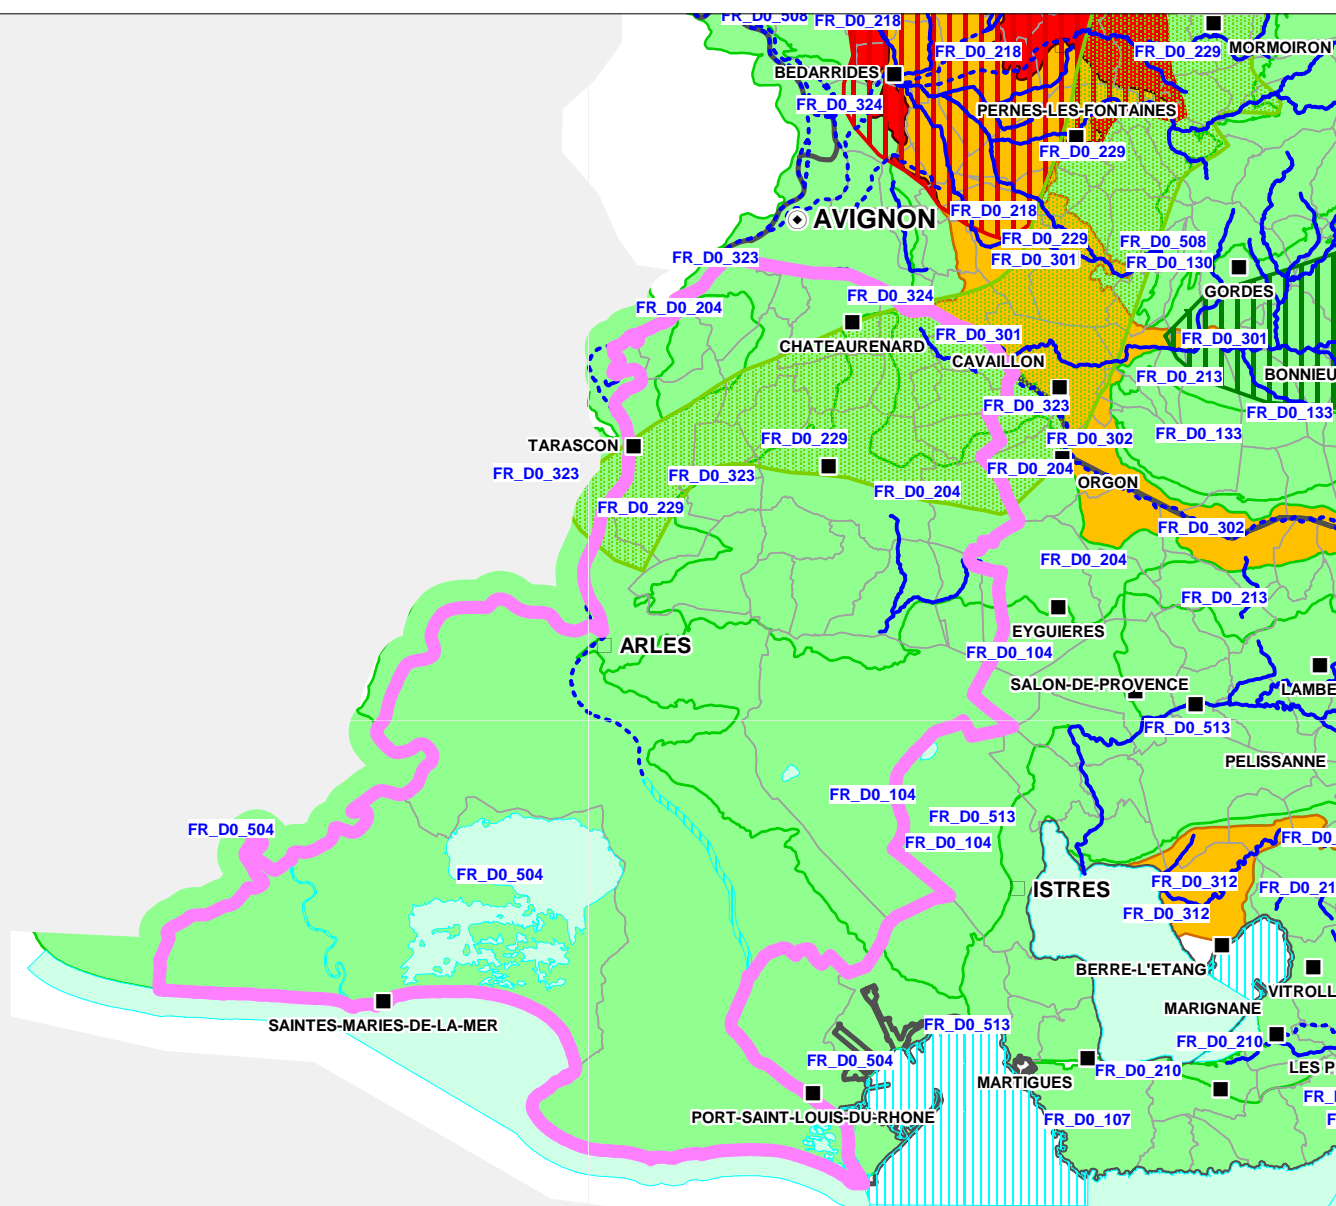 FR_D0_508
FR_D0_218
FR_D0_218
FR_D0_229
MORMOIRON
BEDARRIDES
FR_D0_324
PERNES-LES-FONTAINES
FR_D0_229
AVIGNON
FR_D0_218
FR_D0_229
FR_D0_508
FR_D0_323
FR_D0_301
FR_D0_130
GORDES
FR_D0_204
FR_D0_324
FR_D0_301
FR_D0_301
CHATEAURENARD
CAVAILLON
FR_D0_213
BONNIEU
FR_D0_323
FR_D0_133
FR_D0_133
TARASCON
FR_D0_229
FR_D0_302
FR_D0_323
FR_D0_323
FR_D0_204
ORGON
FR_D0_204
FR_D0_229
FR_D0_302
FR_D0_204
FR_D0_213
EYGUIERES
ARLES
FR_D0_104
SALON-DE-PROVENCE
LAMBE
FR_D0_513
PELISSANNE
FR_D0_104
FR_D0_513
FR_D0_504
FR_D0_104
FR_D0_
FR_D0_504
FR_D0_312
FR_D0_21
ISTRES
FR_D0_312
BERRE-L'ETANG
VITROLL
MARIGNANE
SAINTES-MARIES-DE-LA-MER
FR_D0_513
FR_D0_210
FR_D0_504
LES P
FR_D0_210
MARTIGUES
PORT-SAINT-LOUIS-DU-RHONE
FR_D0_107